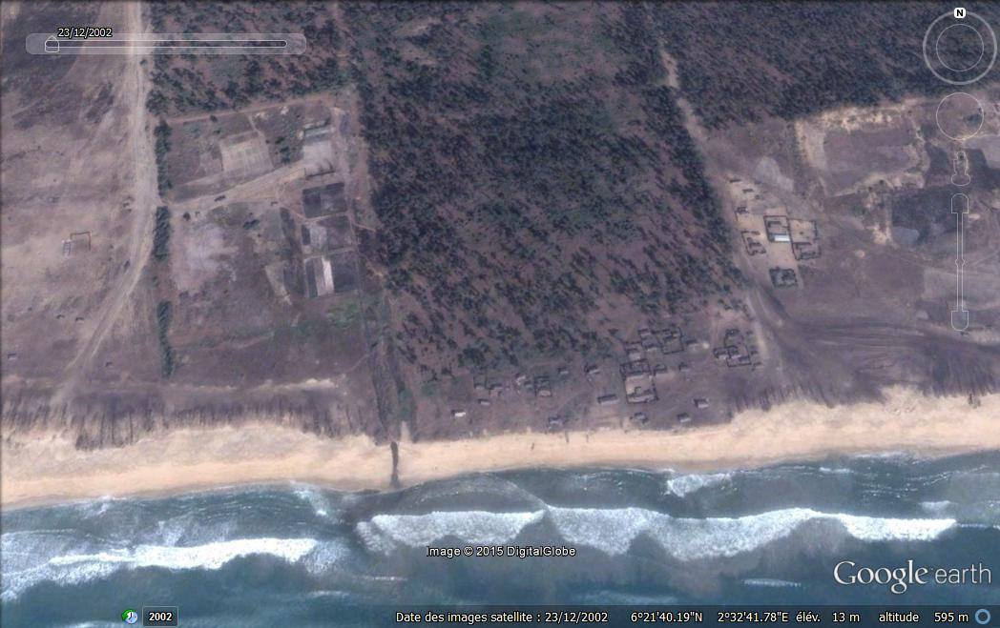 23/12/2002
N
Image © 2015 DigitalGlobe
Google earth
2002
Date des images satellite : 23/12/2002 6°21'40.19"N 2°32'41.78"E élév. 13 m altitude 595 m